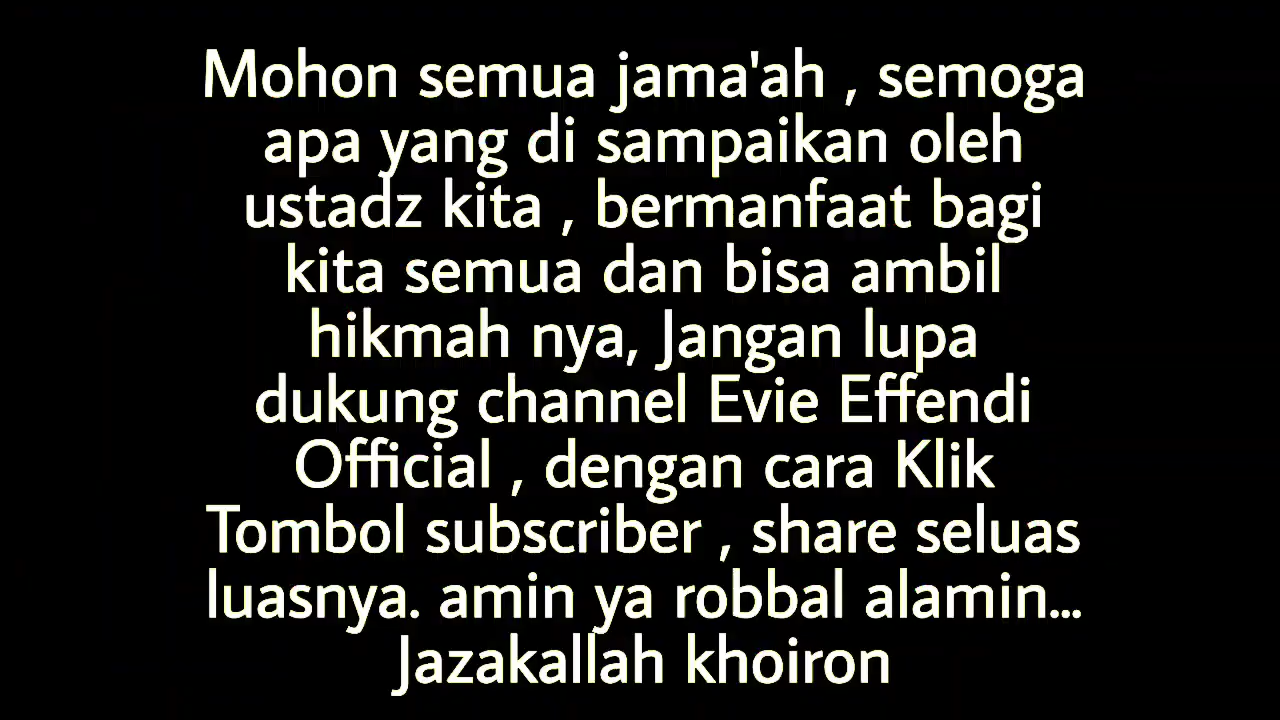 Mohon semua jama'ah , semoga
apa yang di sampaikan oleh
ustadz kita , bermanfaat bagi
kita semua dan bisa ambil
hikmah nya, Jangan lupa
dukung channel Evie Effendi
Official , dengan cara Klik
Tombol subscriber , share seluas
luasnya. amin ya robbal alamin...
Jazakallah khoiron